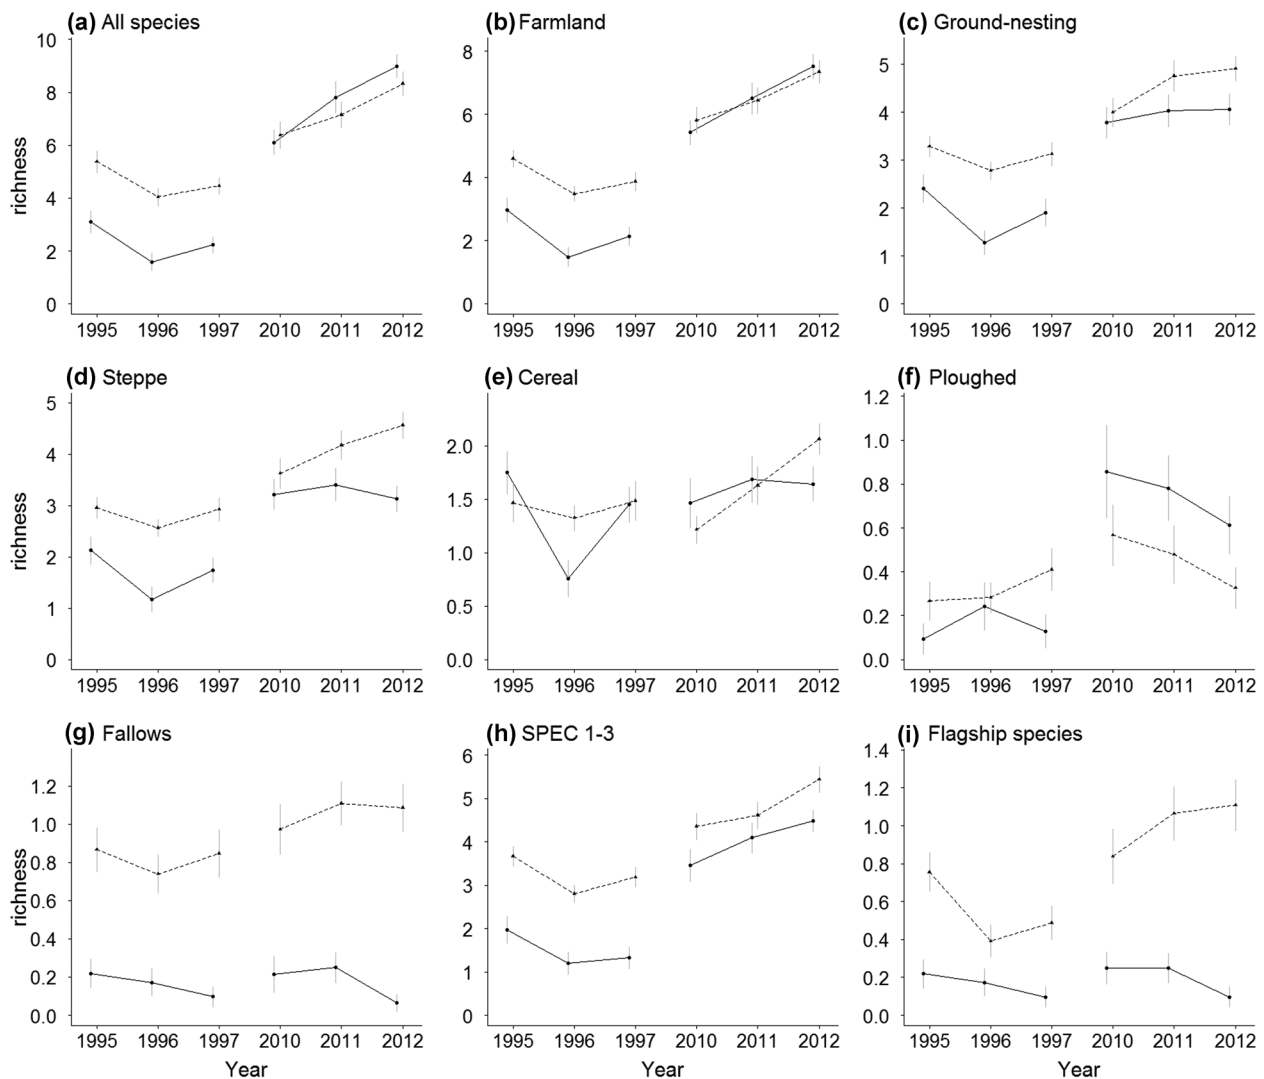 (a) All species
(b) Farmland
(c) Ground-nesting
richness
10
8
6
4
2
0
1995 1996 1997 2010 2011 2012
8
6
4
2
0
1995 1996 1997 2010 2011 2012
5
4
3
2
1
0
1995 1996 1997 2010 2011 2012
(d) Steppe
(e) Cereal
(f) Ploughed
richness
5
4
3
2
1
0
1995 1996 1997 2010 2011 2012
2.0
1.5
1.0
0.5
0.0
1995 1996 1997 2010 2011 2012
1.2
1.0
0.8
0.6
0.4
0.2
0.0
1995 1996 1997 2010 2011 2012
(g) Fallows
(h) SPEC 1-3
(i) Flagship species
richness
1.2
1.0
0.8
0.6
0.4
0.2
0.0
1995 1996 1997 2010 2011 2012
Year
6
5
4
3
2
1
0
1995 1996 1997 2010 2011 2012
Year
1.4
1.2
1.0
0.8
0.6
0.4
0.2
0.0
1995 1996 1997 2010 2011 2012
Year